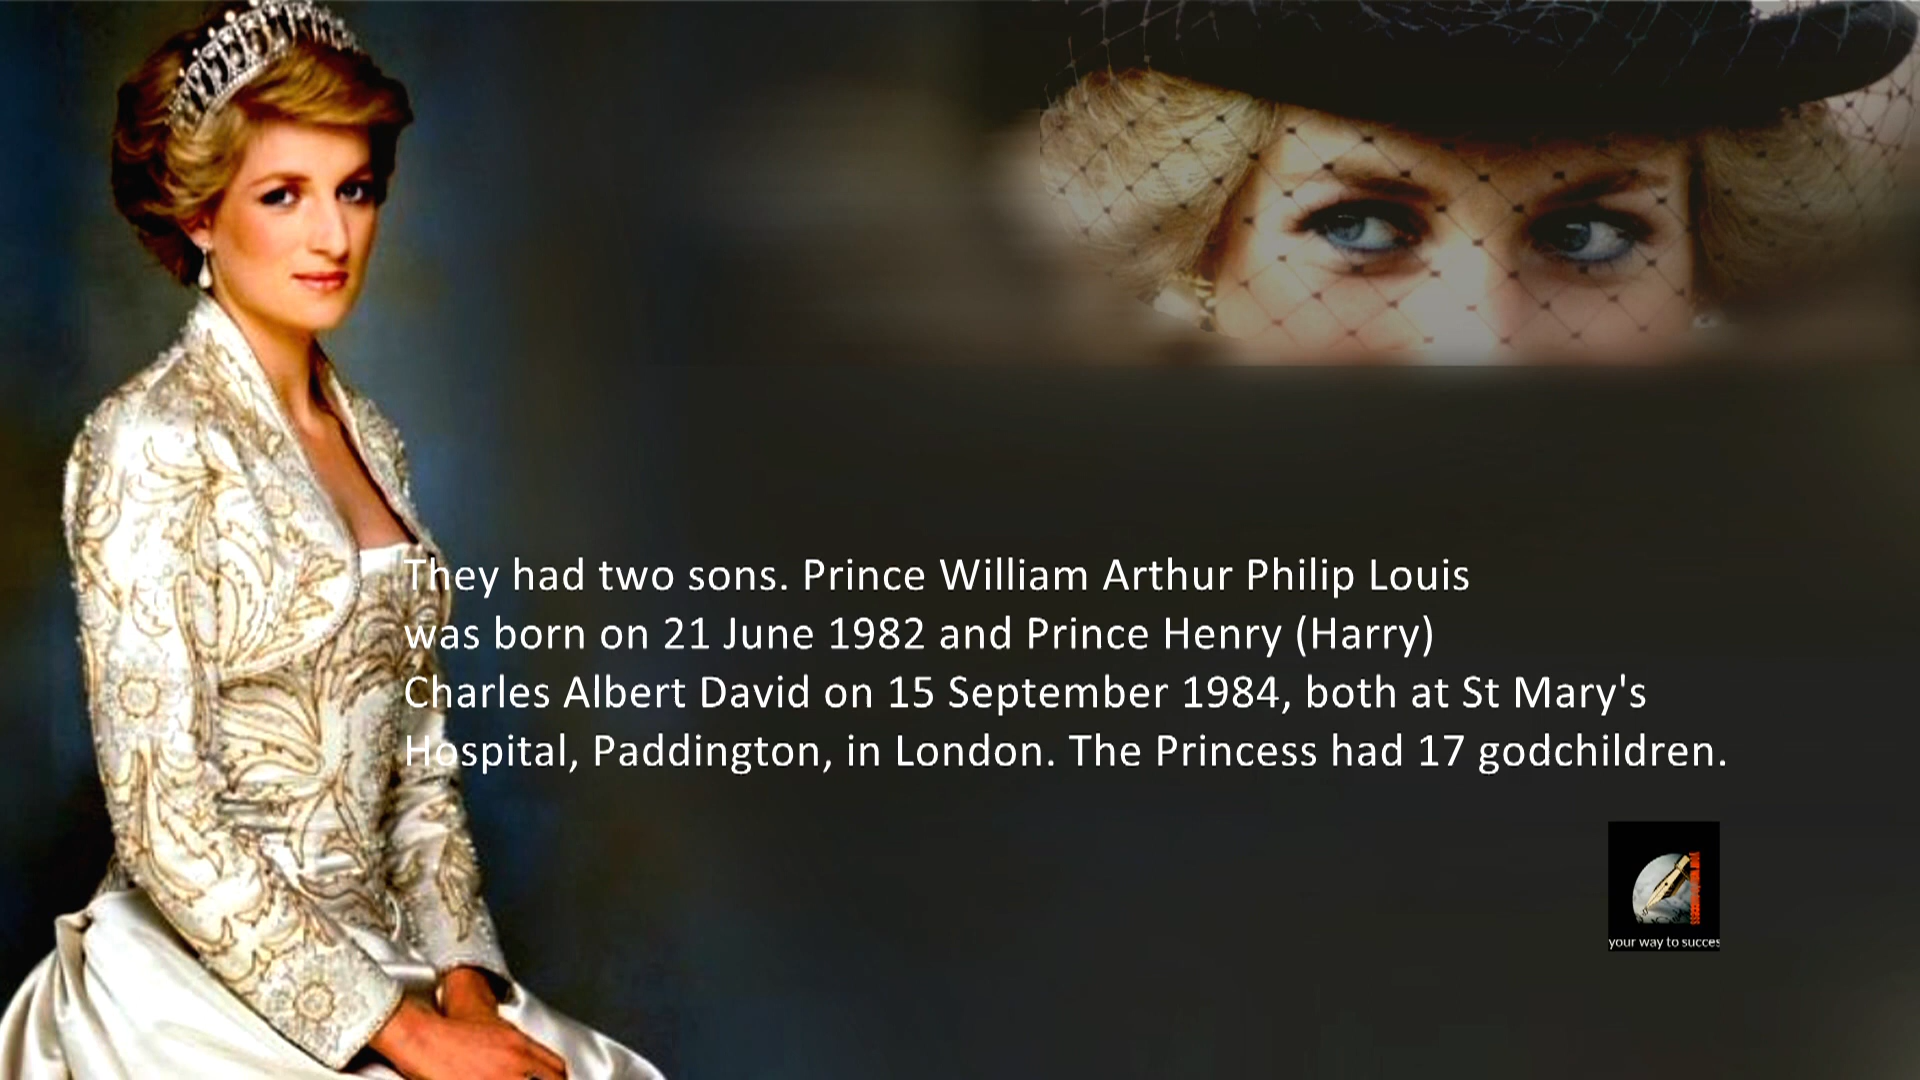 They had two sons. Prince William Arthur Philip Louis
was born on 21 June 1982 and Prince Henry (Harry)
Charles Albert David on 15 September 1984, both at St Mary's
Hospital, Paddington, in London. The Princess had 17 godchildren.
your way to succes